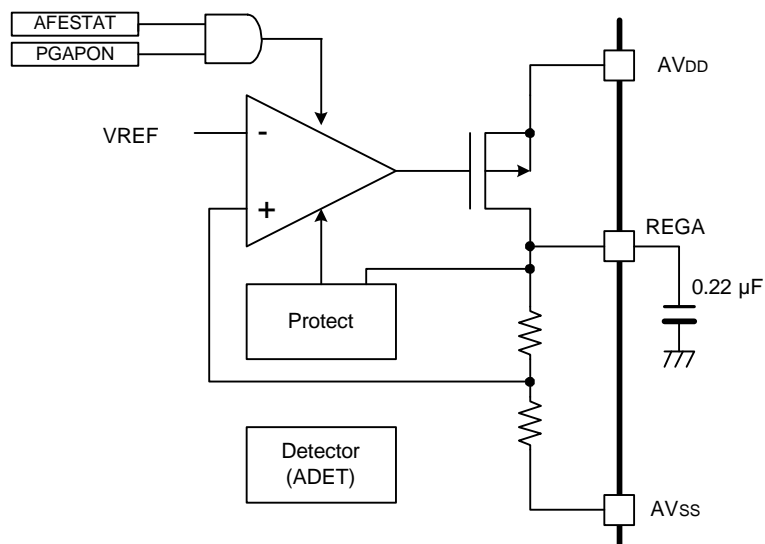 AFESTAT
PGAPON
AVDD
VREF
-
+
REGA
0.22 µF
Protect
Detector
(ADET)
AVSS